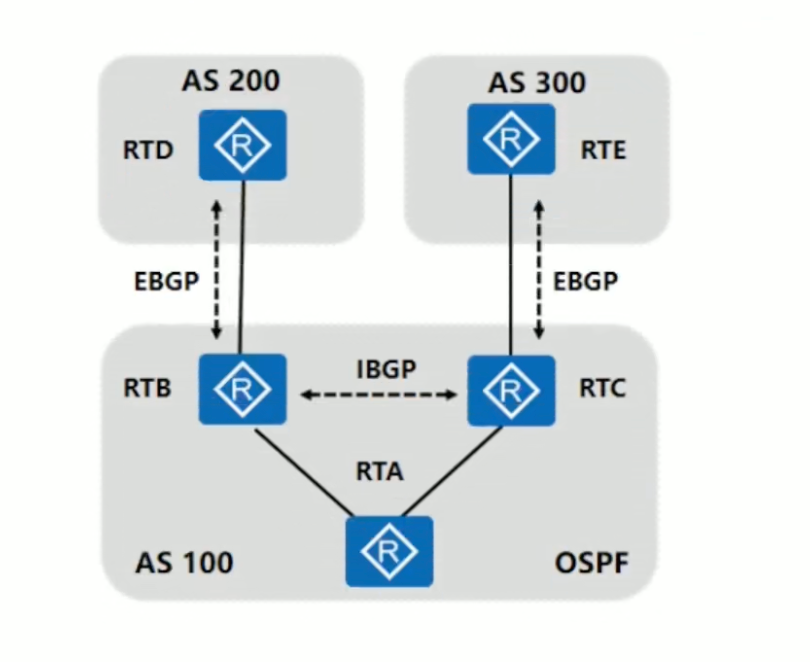 AS 200
AS 300
RTD
R
R
RTE
EBGP
EBGP
RTB
R
IBGP
R
RTC
RTA
AS 100
R
OSPF